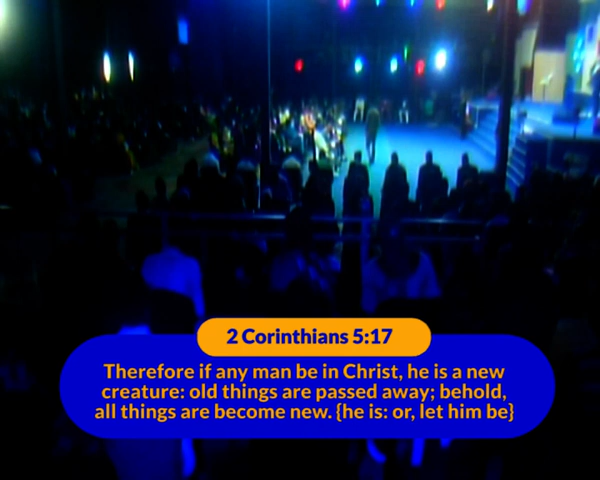 2 Corinthians 5:17
Therefore if any man be in Christ, he is a new
creature: old things are passed away; behold,
all things are become new. {he is: or, let him be}